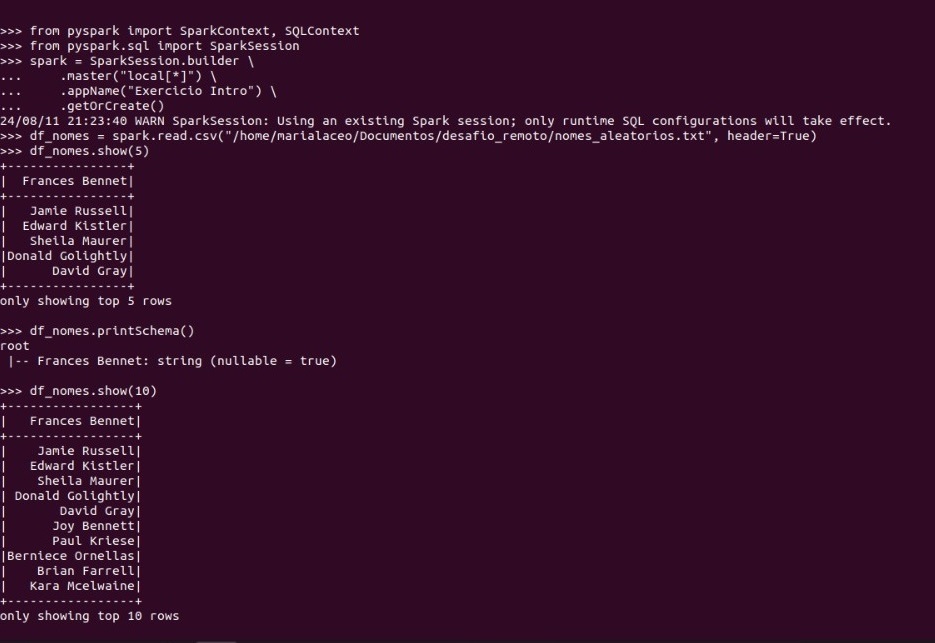 >>> from pyspark import SparkContext, SQLContext
>>> from pyspark.sql import SparkSession
>>> spark = SparkSession.builder \
...     .master("local[*]") \
...     .appName("Exercicio Intro") \
...     .getOrCreate()
24/08/11 21:23:40 WARN SparkSession: Using an existing Spark session; only runtime SQL configurations will take effect.
>>> df_nomes = spark.read.csv("/home/marialaceo/Documentos/desafio_remoto/nomes_aleatorios.txt", header=True)
>>> df_nomes.show(5)
+----------------+
|  Frances Bennet|
+----------------+
|   Jamie Russell|
|  Edward Kistler|
|   Sheila Maurer|
|Donald Golightly|
|      David Gray|
+----------------+
only showing top 5 rows

>>> df_nomes.printSchema()
root
 |-- Frances Bennet: string (nullable = true)

>>> df_nomes.show(10)
+-----------------+
|   Frances Bennet|
+-----------------+
|    Jamie Russell|
|   Edward Kistler|
|    Sheila Maurer|
| Donald Golightly|
|       David Gray|
|      Joy Bennett|
|      Paul Kriese|
|Berniece Ornellas|
|    Brian Farrell|
|   Kara Mcelwaine|
+-----------------+
only showing top 10 rows